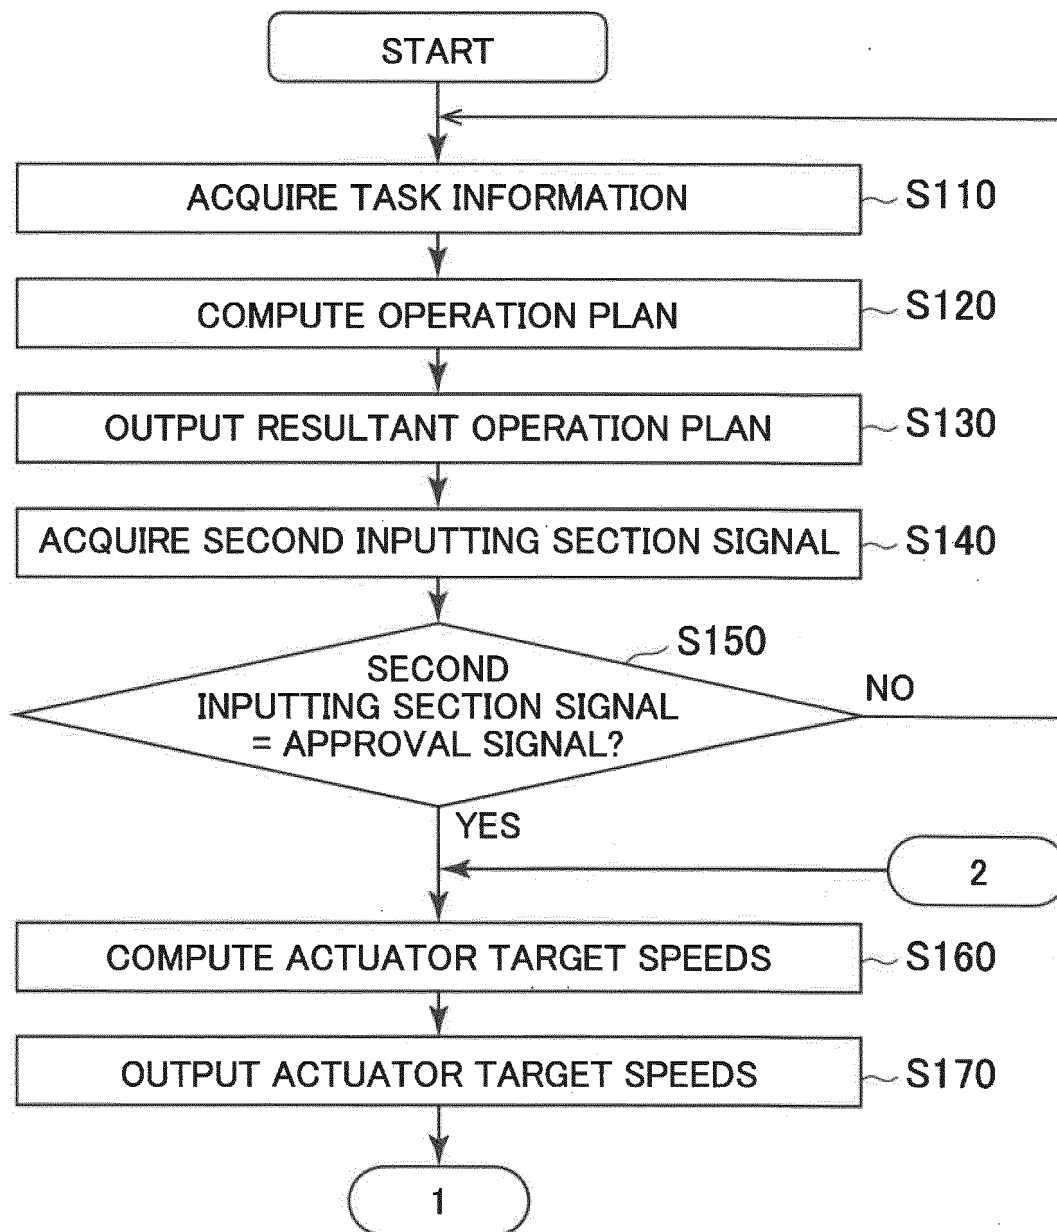 START
ACQUIRE TASK INFORMATION
S110
COMPUTE OPERATION PLAN
S120
OUTPUT RESULTANT OPERATION PLAN
S130
ACQUIRE SECOND INPUTTING SECTION SIGNAL
S140
S150
SECOND
INPUTTING SECTION SIGNAL
= APPROVAL SIGNAL?
NO
YES
2
COMPUTE ACTUATOR TARGET SPEEDS
S160
OUTPUT ACTUATOR TARGET SPEEDS
S170
1